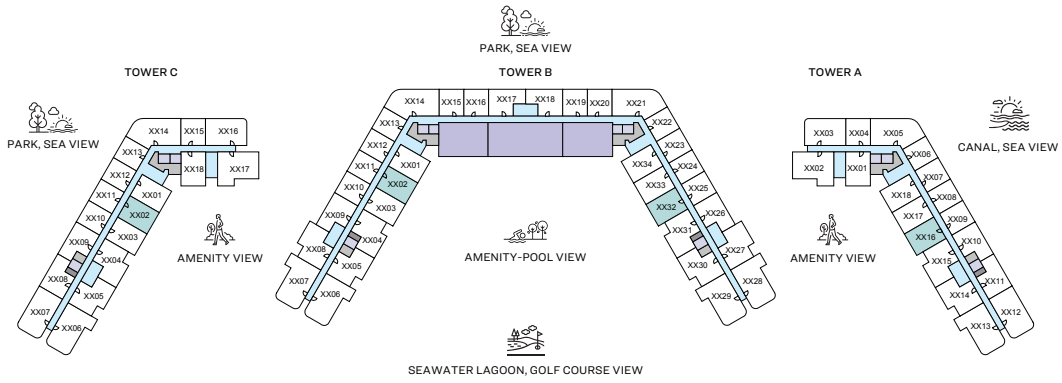 PARK, SEA VIEW
TOWER C
TOWER B
TOWER A
PARK, SEA VIEW
CANAL, SEA VIEW
XX14
XX15
XX16
XX13
XX18
XX17
XX12
XX01
XX11
XX02
XX10
XX03
XX09
XX04
XX08
XX05
XX07
XX06
AMENITY VIEW
XX14
XX15
XX16
XX17
XX18
XX19
XX20
XX21
XX13
XX22
XX12
XX01
XX23
XX34
XX11
XX02
XX24
XX33
XX10
XX03
XX25
XX32
XX09
XX04
XX26
XX31
XX08
XX05
XX27
XX30
XX07
XX06
XX28
XX29
AMENITY-POOL VIEW
XX03
XX04
XX05
XX02
XX01
XX06
XX07
XX18
XX08
XX17
XX09
XX16
XX10
XX15
XX11
XX14
XX12
XX13
AMENITY VIEW
SEAWATER LAGOON, GOLF COURSE VIEW